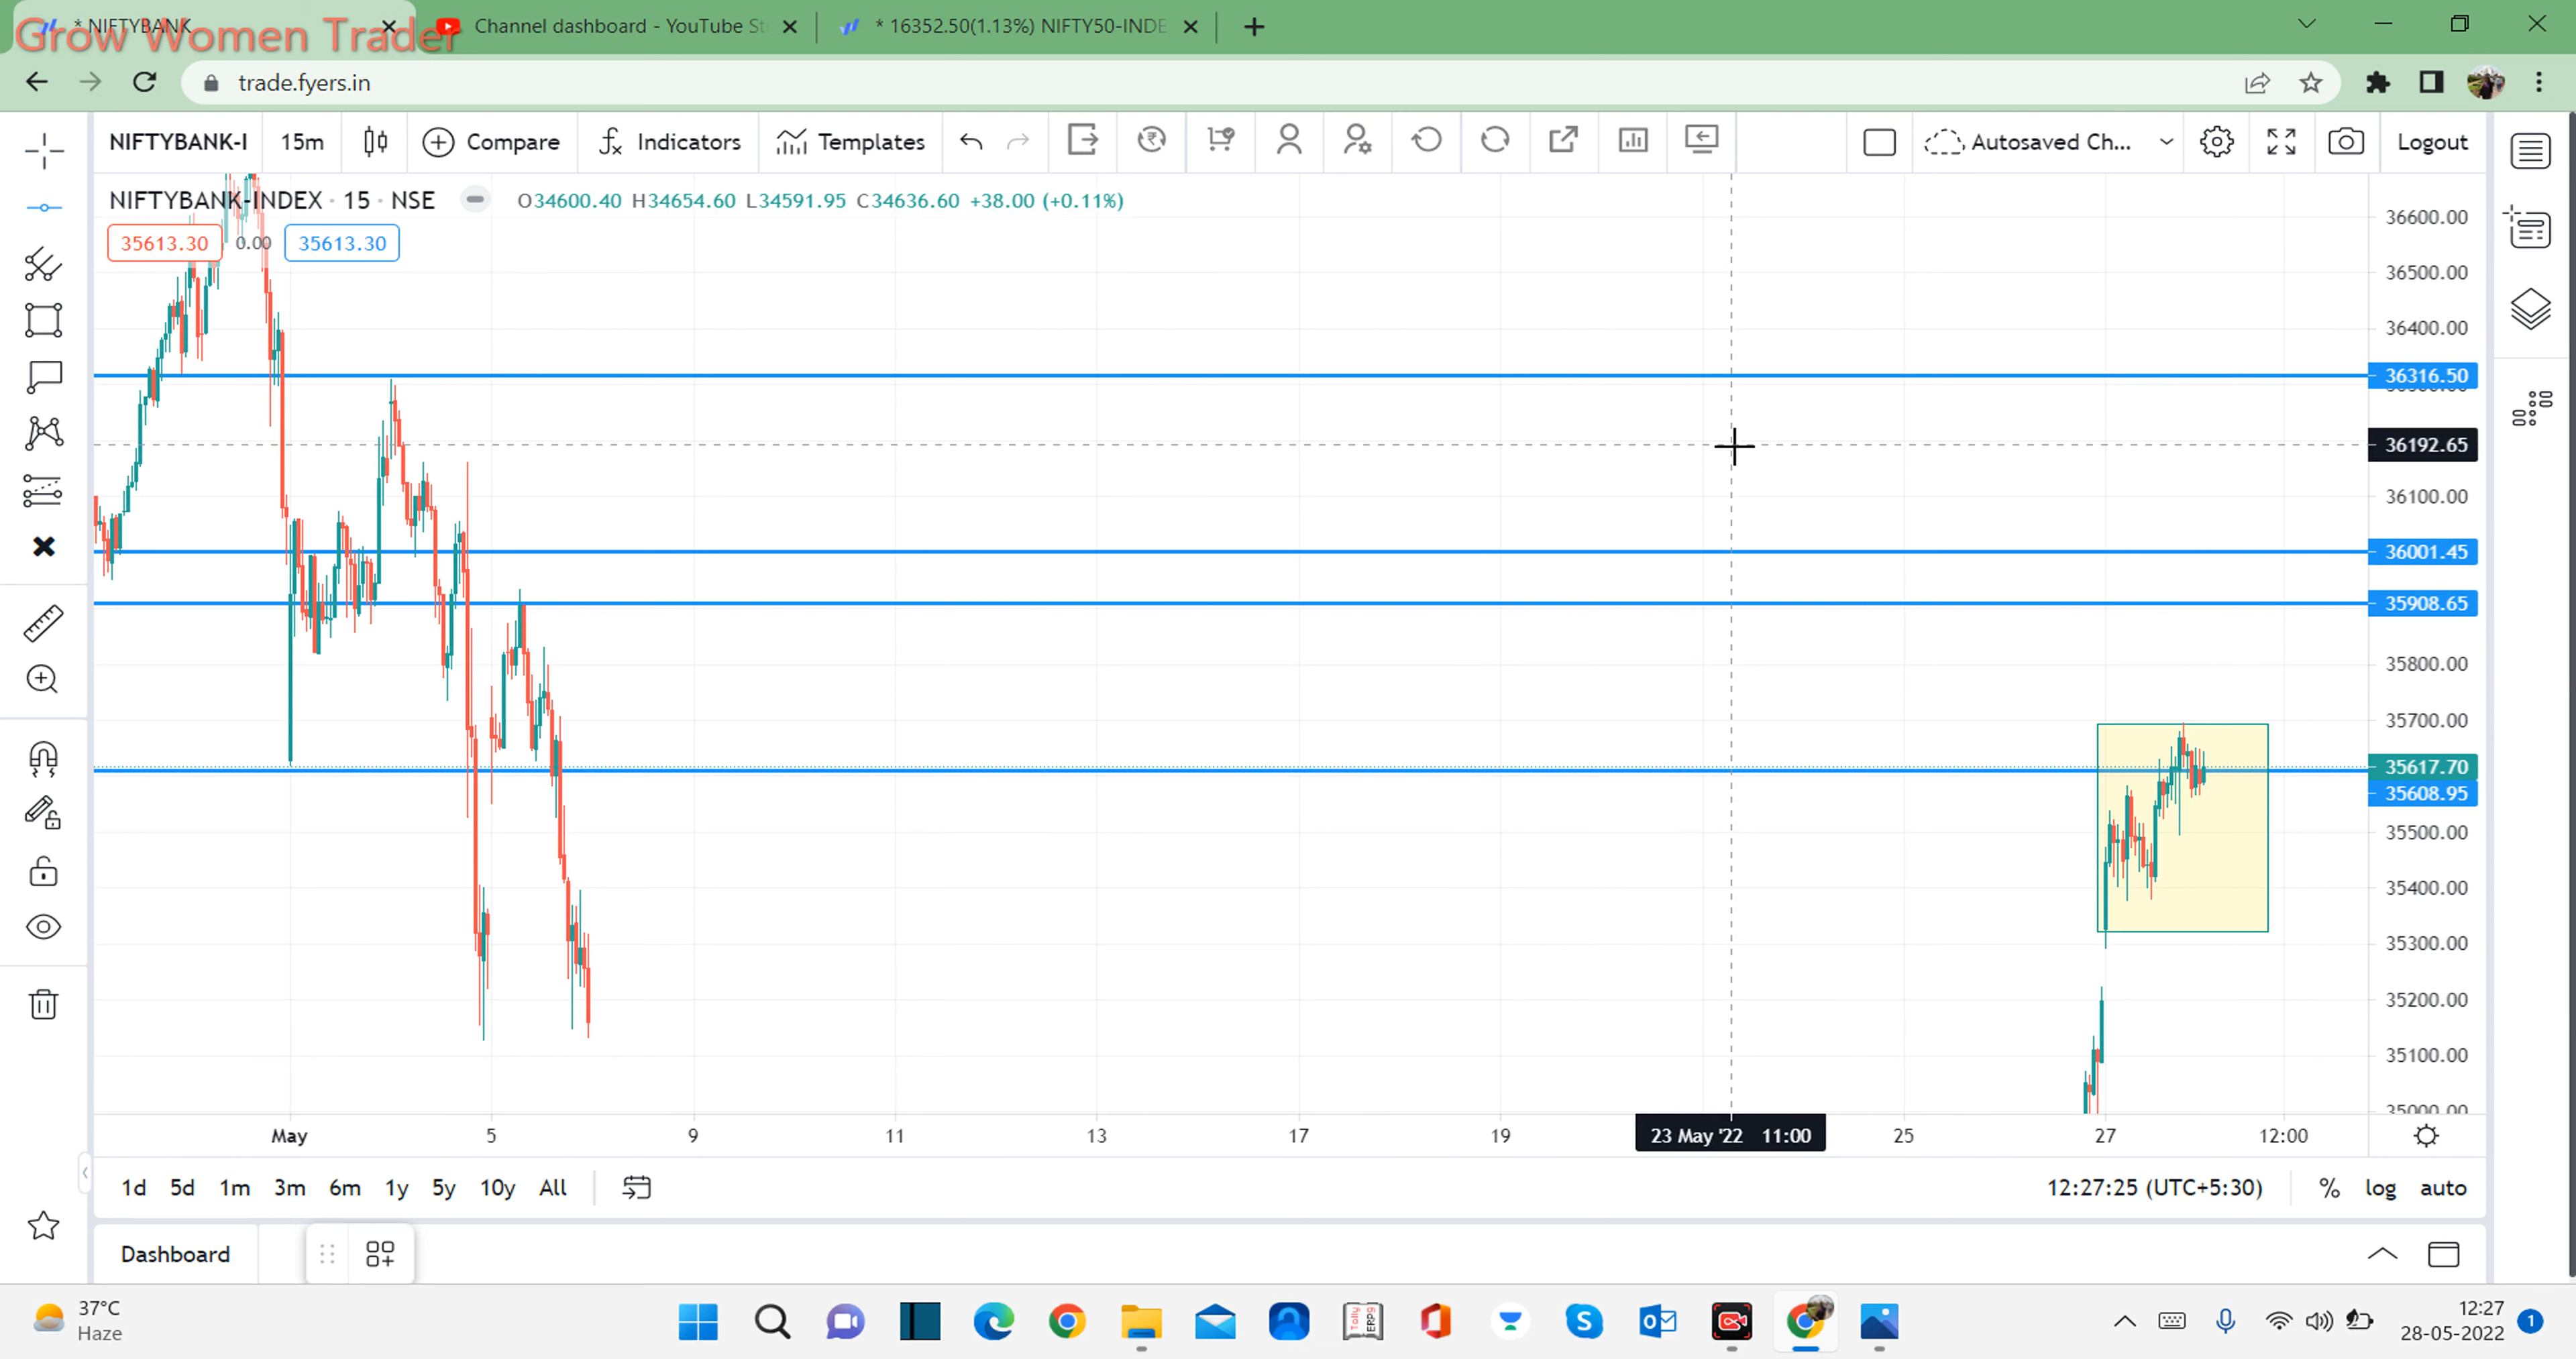 * NIFTYBANK
Grow Women Trader
Channel dashboard - YouTube St
* 16352.50(1.13%) NIFTY50-INDE
trade.fyers.in
NIFTYBANK-I 15m Compare Indicators Templates Autosaved Ch... Logout
NIFTYBANK-INDEX · 15 · NSE O34600.40 H34654.60 L34591.95 C34636.60 +38.00 (+0.11%)
35613.30 0.00 35613.30
36600.00
36500.00
36400.00
36316.50
36192.65
36100.00
36001.45
35908.65
35800.00
35700.00
35617.70
35608.95
35500.00
35400.00
35300.00
35200.00
35100.00
35000.00
May 5 9 11 13 17 19 23 May '22 11:00 25 27 12:00
1d 5d 1m 3m 6m 1y 5y 10y All 12:27:25 (UTC+5:30) % log auto
Dashboard
37°C
Haze
Tally ERP9
12:27
28-05-2022
1